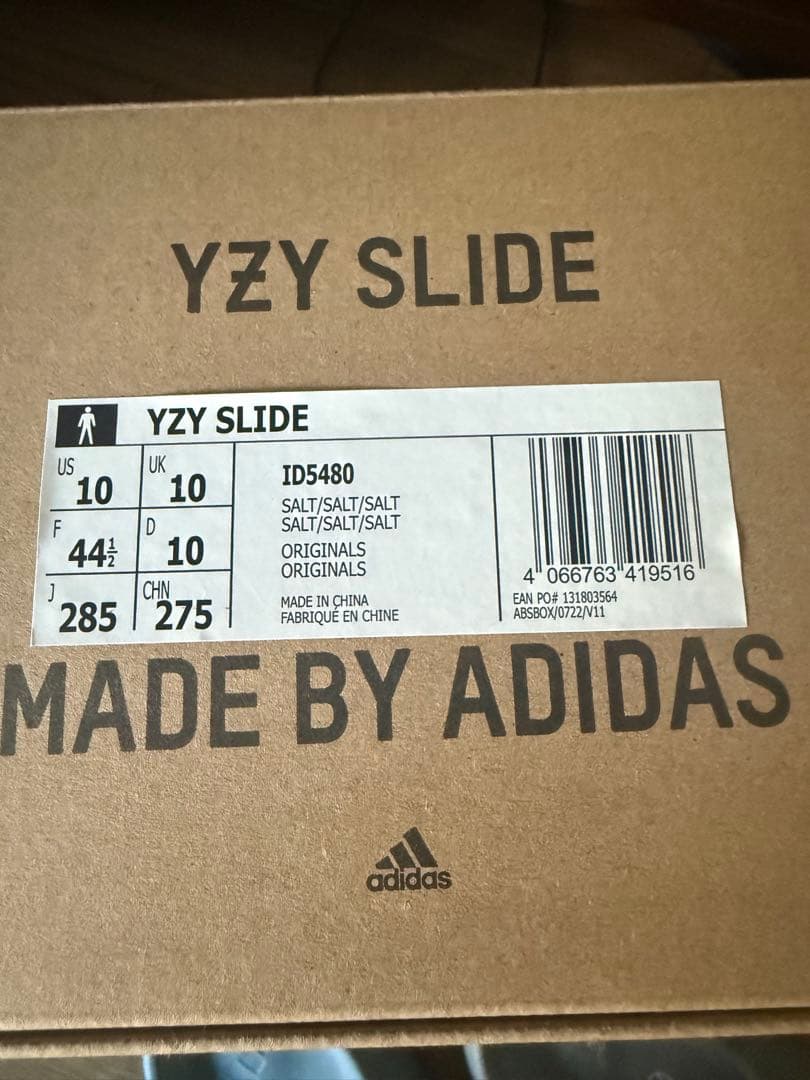 YZY SLIDE
YZY SLIDE
US
10
UK
10
F
44½
D
10
J
285
CHN
275
ID5480
SALT/SALT/SALT
SALT/SALT/SALT
ORIGINALS
ORIGINALS
MADE IN CHINA
FABRIQUÉ EN CHINE
4 066763 419516
EAN PO# 131803564
ABSBOX/0722/V11
MADE BY ADIDAS
adidas